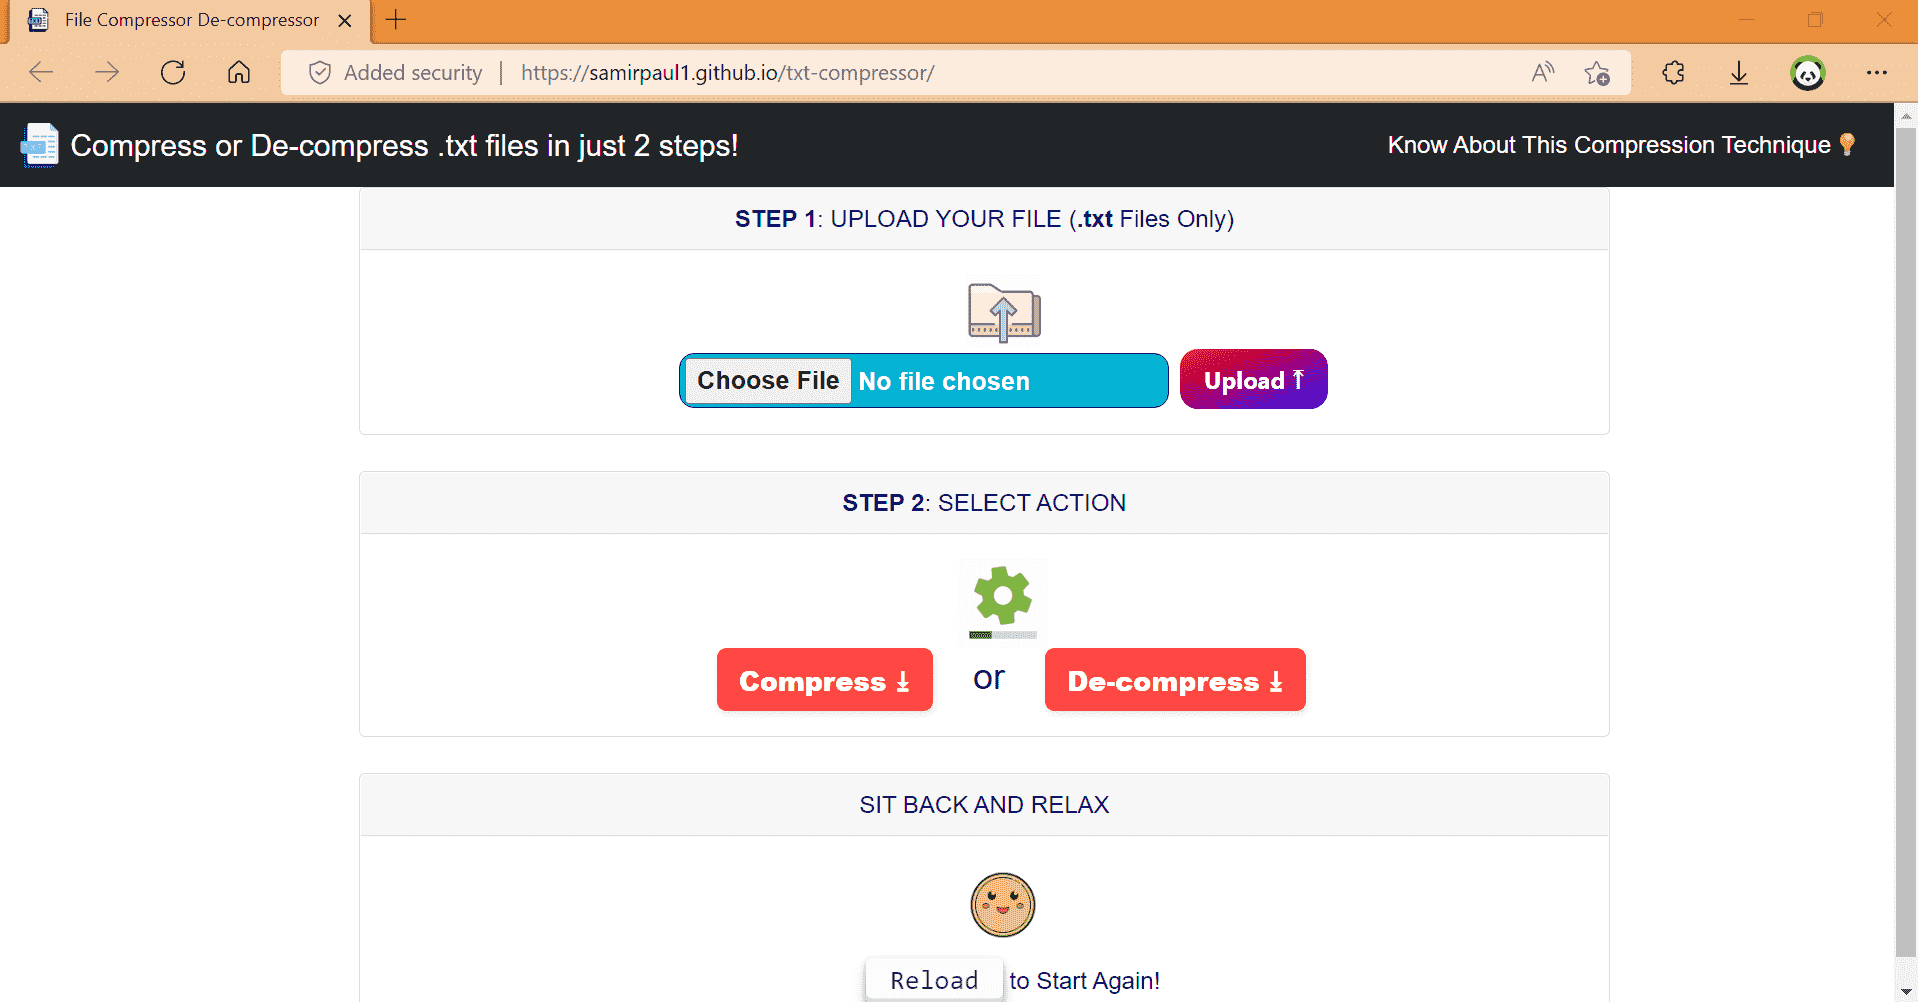 File Compressor De-compressor
Added security | https://samirpaul1.github.io/txt-compressor/
Compress or De-compress .txt files in just 2 steps!
Know About This Compression Technique
STEP 1: UPLOAD YOUR FILE (.txt Files Only)
Choose File No file chosen
Upload ⤒
STEP 2: SELECT ACTION
Compress ⤓
or
De-compress ⤓
SIT BACK AND RELAX
Reload to Start Again!